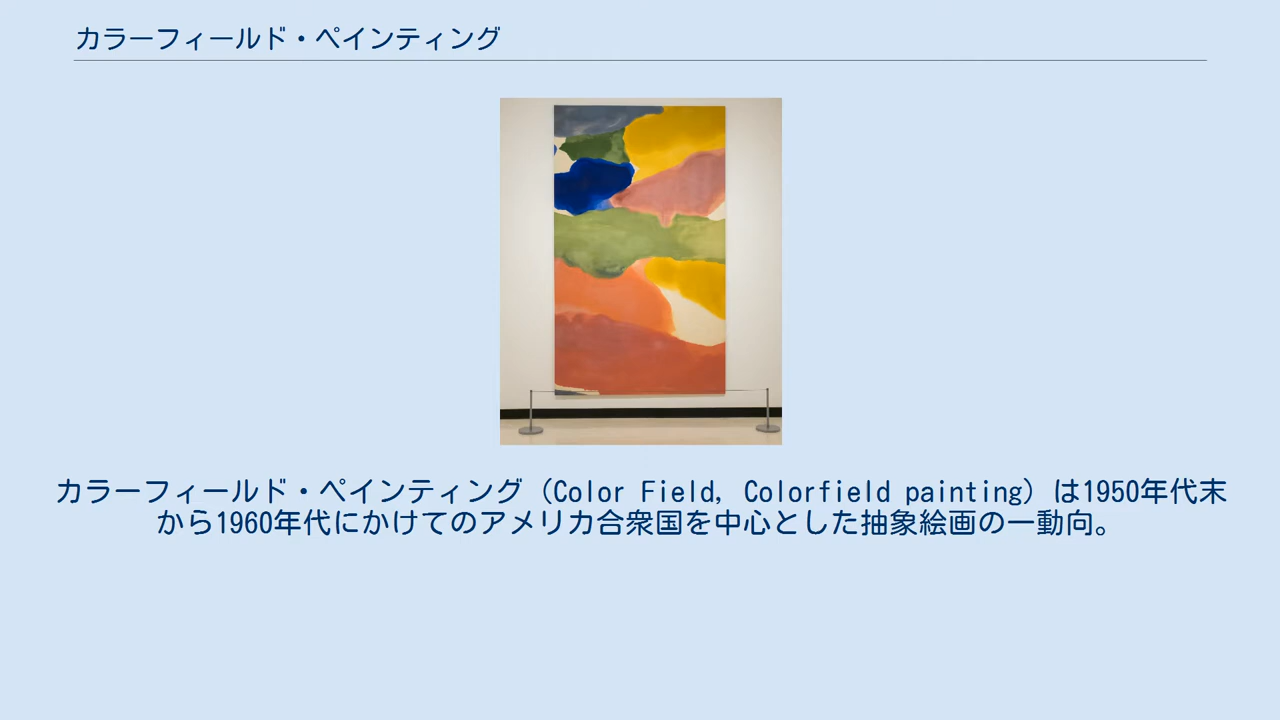 カラーフィールド・ペインティング
カラーフィールド・ペインティング（Color Field, Colorfield painting）は1950年代末
から1960年代にかけてのアメリカ合衆国を中心とした抽象絵画の一動向。